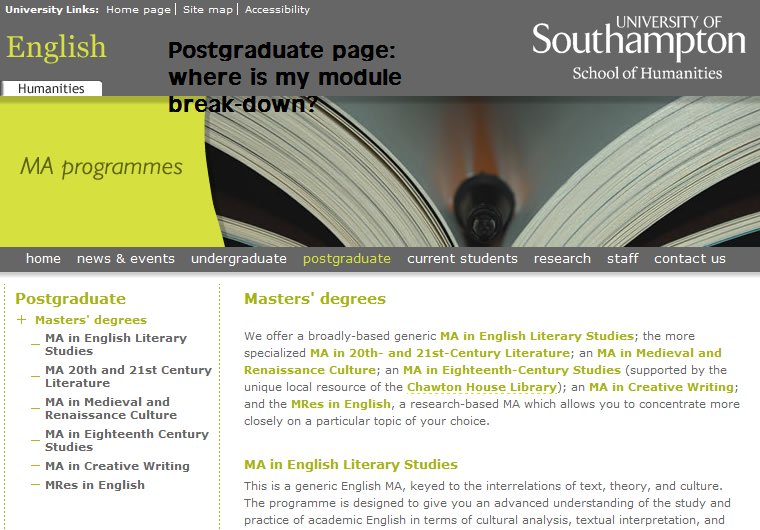 University Links: Home page | Site map | Accessibility
English
Postgraduate page:
where is my module
break-down?
UNIVERSITY OF
Southampton
School of Humanities
Humanities
MA programmes
home news & events undergraduate postgraduate current students research staff contact us
Postgraduate
Masters' degrees
MA in English Literary
Studies
MA 20th and 21st Century
Literature
MA in Medieval and
Renaissance Culture
MA in Eighteenth Century
Studies
MA in Creative Writing
MRes in English
Masters' degrees
We offer a broadly-based generic MA in English Literary Studies; the more
specialized MA in 20th- and 21st-Century Literature; an MA in Medieval and
Renaissance Culture; an MA in Eighteenth-Century Studies (supported by the
unique local resource of the Chawton House Library); an MA in Creative Writing;
and the MRes in English, a research-based MA which allows you to concentrate more
closely on a particular topic of your choice.
MA in English Literary Studies
This is a generic English MA, keyed to the interrelations of text, theory, and culture.
The programme is designed to give you an advanced understanding of the study and
practice of academic English in terms of cultural analysis, textual interpretation, and